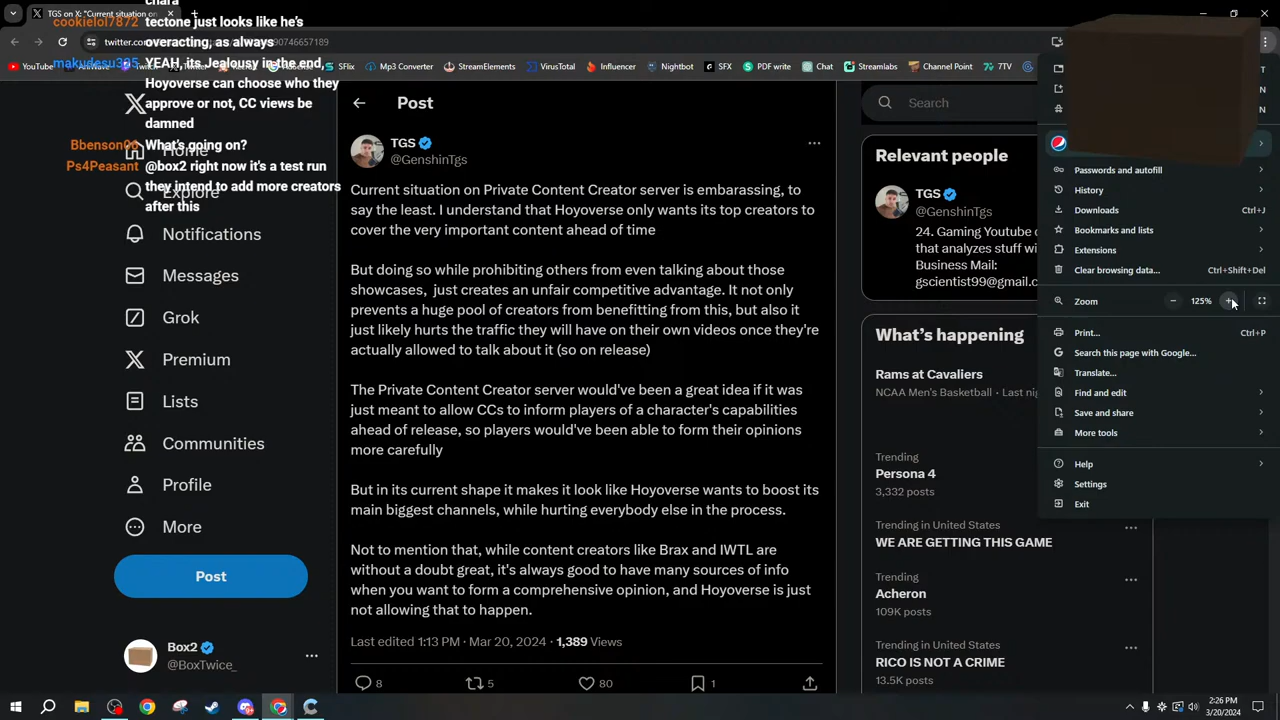 chara
cookielol7872 tectone just looks like he's
overacting, as always
makudesu335 YEAH, its Jealousy in the end,
Hoyoverse can choose who they
approve or not, CC views be
damned
Bbenson06 What's going on?
Ps4Peasant @box2 right now it's a test run
they intend to add more creators
after this
TGS on X: "Current situation on
twitter.com/
90746657189
YouTube
SFlix
Mp3 Converter
StreamElements
VirusTotal
Influencer
Nightbot
SFX
PDF write
Chat
Streamlabs
Channel Point
7TV
Home
Explore
Notifications
Messages
Grok
Premium
Lists
Communities
Profile
More
Post
Box2
@BoxTwice_
Post
TGS
@GenshinTgs
Current situation on Private Content Creator server is embarassing, to
say the least. I understand that Hoyoverse only wants its top creators to
cover the very important content ahead of time
But doing so while prohibiting others from even talking about those
showcases,  just creates an unfair competitive advantage. It not only
prevents a huge pool of creators from benefitting from this, but also it
just likely hurts the traffic they will have on their own videos once they're
actually allowed to talk about it (so on release)
The Private Content Creator server would've been a great idea if it was
just meant to allow CCs to inform players of a character's capabilities
ahead of release, so players would've been able to form their opinions
more carefully
But in its current shape it makes it look like Hoyoverse wants to boost its
main biggest channels, while hurting everybody else in the process.
Not to mention that, while content creators like Brax and IWTL are
without a doubt great, it's always good to have many sources of info
when you want to form a comprehensive opinion, and Hoyoverse is just
not allowing that to happen.
Last edited 1:13 PM · Mar 20, 2024 · 1,389 Views
8 5 80 1
Search
Relevant people
TGS
@GenshinTgs
24. Gaming Youtube c
that analyzes stuff wi
Business Mail:
gscientist99@gmail.c
What's happening
Rams at Cavaliers
NCAA Men's Basketball · Last nig
Trending
Persona 4
3,332 posts
Trending in United States
WE ARE GETTING THIS GAME
Trending
Acheron
109K posts
Trending in United States
RICO IS NOT A CRIME
13.5K posts
T
N
N
Passwords and autofill
History
Downloads Ctrl+J
Bookmarks and lists
Extensions
Clear browsing data... Ctrl+Shift+Del
Zoom − 125% +
Print... Ctrl+P
Search this page with Google...
Translate...
Find and edit
Save and share
More tools
Help
Settings
Exit
2:26 PM
3/20/2024